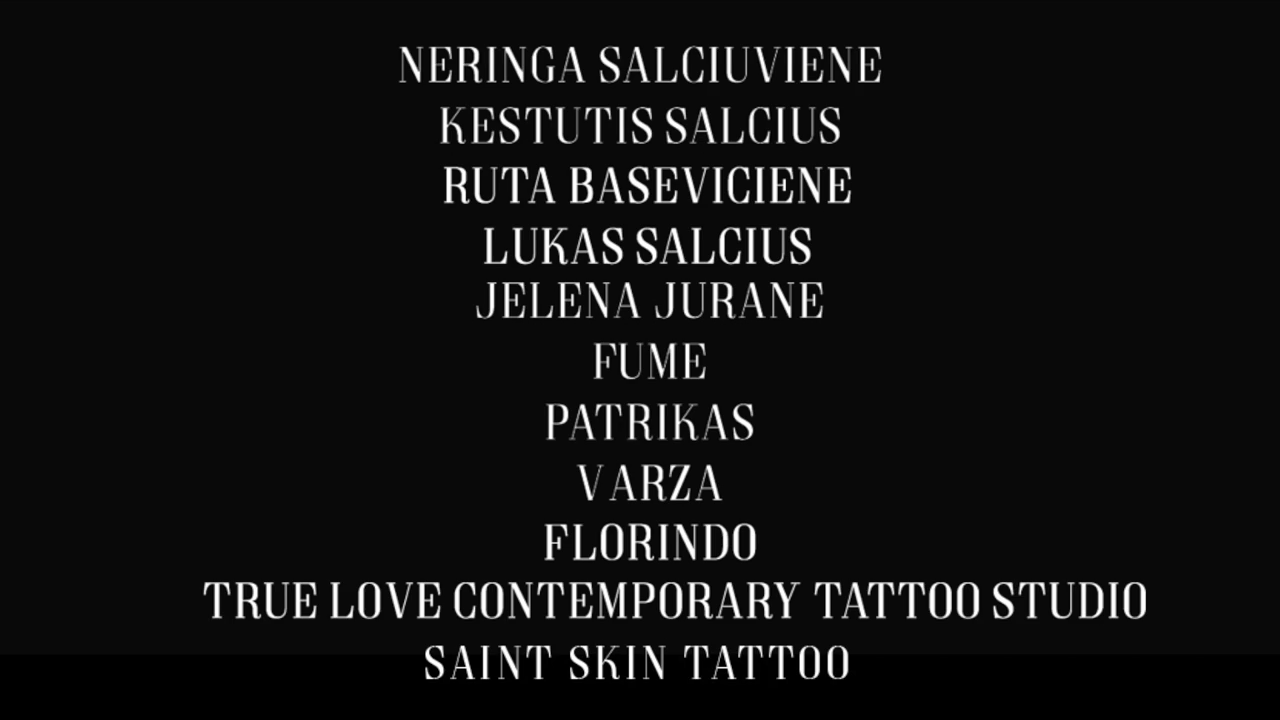 NERINGA SALCIUVIENE
KESTUTIS SALCIUS
RUTA BASEVICIENE
LUKAS SALCIUS
JELENA JURANE
FUME
PATRIKAS
VARZA
FLORINDO
TRUE LOVE CONTEMPORARY TATTOO STUDIO
SAINT SKIN TATTOO